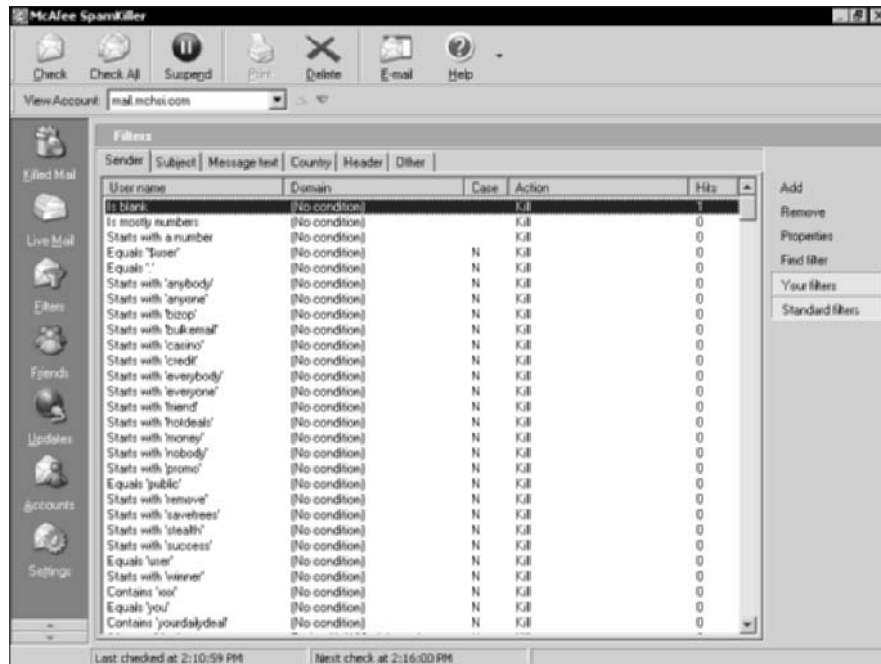 McAfee SpamKiller
Check Check All Suspend Print Delete E-mail Help
View Account: mail.mchsi.com
Filters
Killed Mail
Live Mail
Filters
Friends
Updates
Accounts
Settings
Sender Subject Message text Country Header Other
User name Domain Case Action Hits
Is blank (No condition) Kill 1
Is mostly numbers (No condition) Kill 0
Starts with a number (No condition) Kill 0
Equals '$user' (No condition) N Kill 0
Equals '.' (No condition) N Kill 0
Starts with 'anybody' (No condition) N Kill 0
Starts with 'anyone' (No condition) N Kill 0
Starts with 'bizop' (No condition) N Kill 0
Starts with 'bulkemail' (No condition) N Kill 0
Starts with 'casino' (No condition) N Kill 0
Starts with 'credit' (No condition) N Kill 0
Starts with 'everybody' (No condition) N Kill 0
Starts with 'everyone' (No condition) N Kill 0
Starts with 'friend' (No condition) N Kill 0
Starts with 'hotdeals' (No condition) N Kill 0
Starts with 'money' (No condition) N Kill 0
Starts with 'nobody' (No condition) N Kill 0
Starts with 'promo' (No condition) N Kill 0
Equals 'public' (No condition) N Kill 0
Starts with 'remove' (No condition) N Kill 0
Starts with 'savetrees' (No condition) N Kill 0
Starts with 'stealth' (No condition) N Kill 0
Starts with 'success' (No condition) N Kill 0
Equals 'user' (No condition) N Kill 0
Starts with 'winner' (No condition) N Kill 0
Contains 'xxx' (No condition) N Kill 0
Equals 'you' (No condition) N Kill 0
Contains 'yourdailydeal' (No condition) N Kill 0
Add
Remove
Properties
Find filter
Your filters
Standard filters
Last checked at 2:10:59 PM Next check at 2:16:00 PM